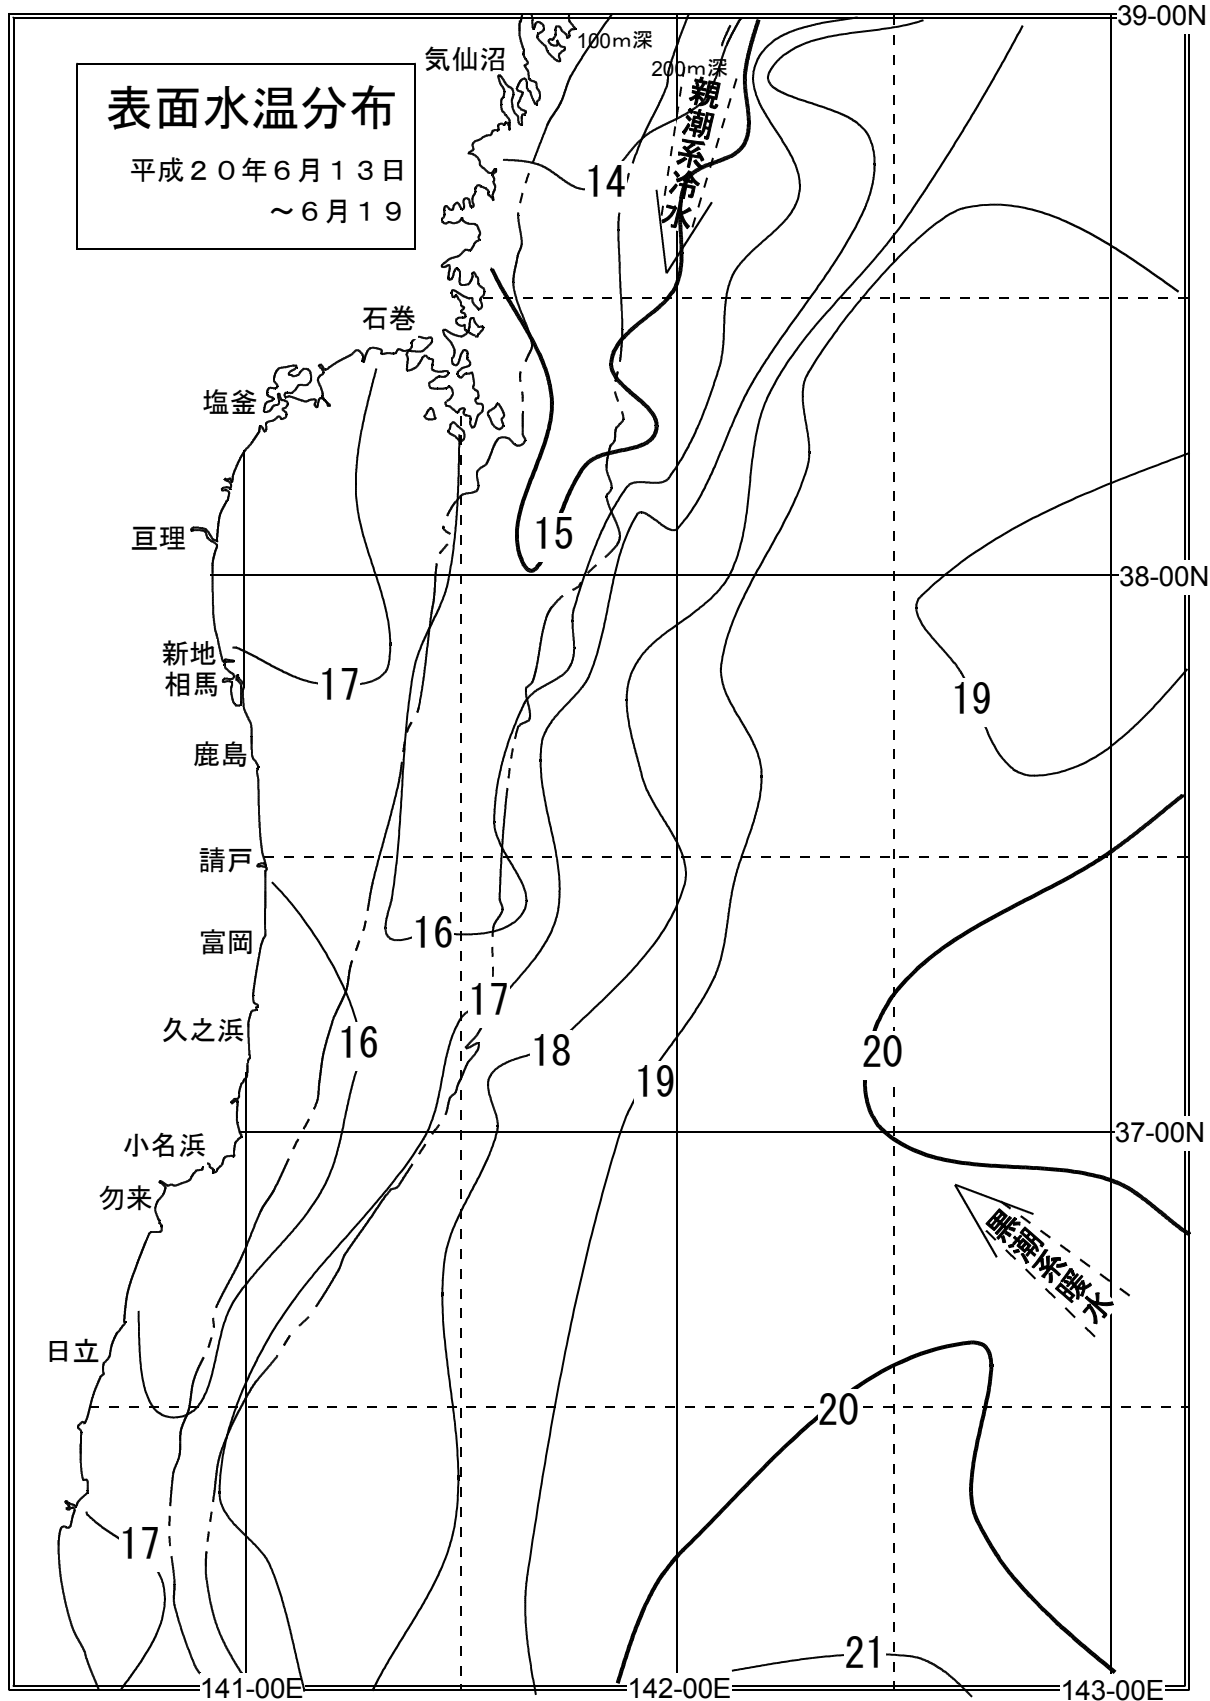 39-00N
100m深
気仙沼
200m深
表面水温分布
平成２０年６月１３日
～６月１９
親潮系冷水
14
石巻
塩釜
15
亘理
38-00N
新地
相馬
17
19
鹿島
請戸
16
富岡
17
久之浜
16
18
20
19
37-00N
小名浜
勿来
黒潮系暖水
日立
20
17
21
141-00E
142-00E
143-00E